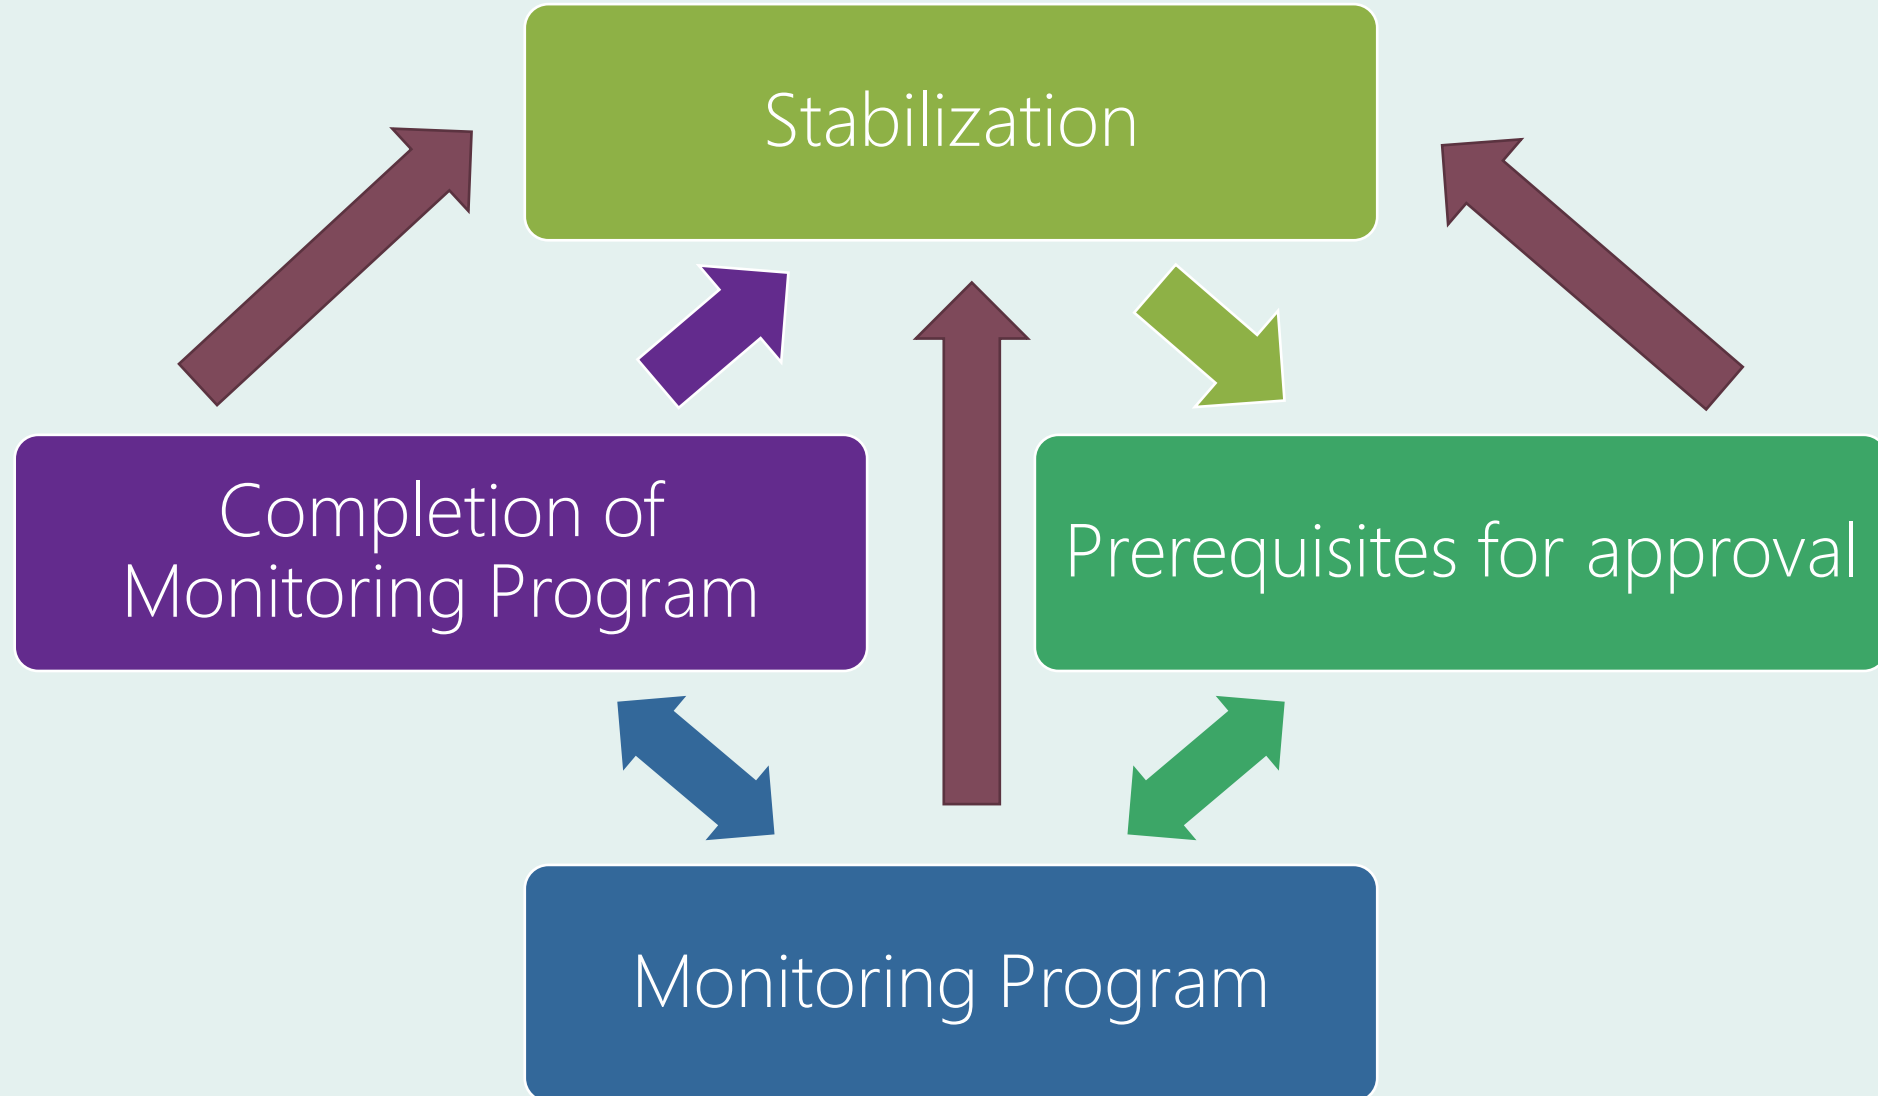 Stabilization
Completion of
Monitoring Program
Prerequisites for approval
Monitoring Program